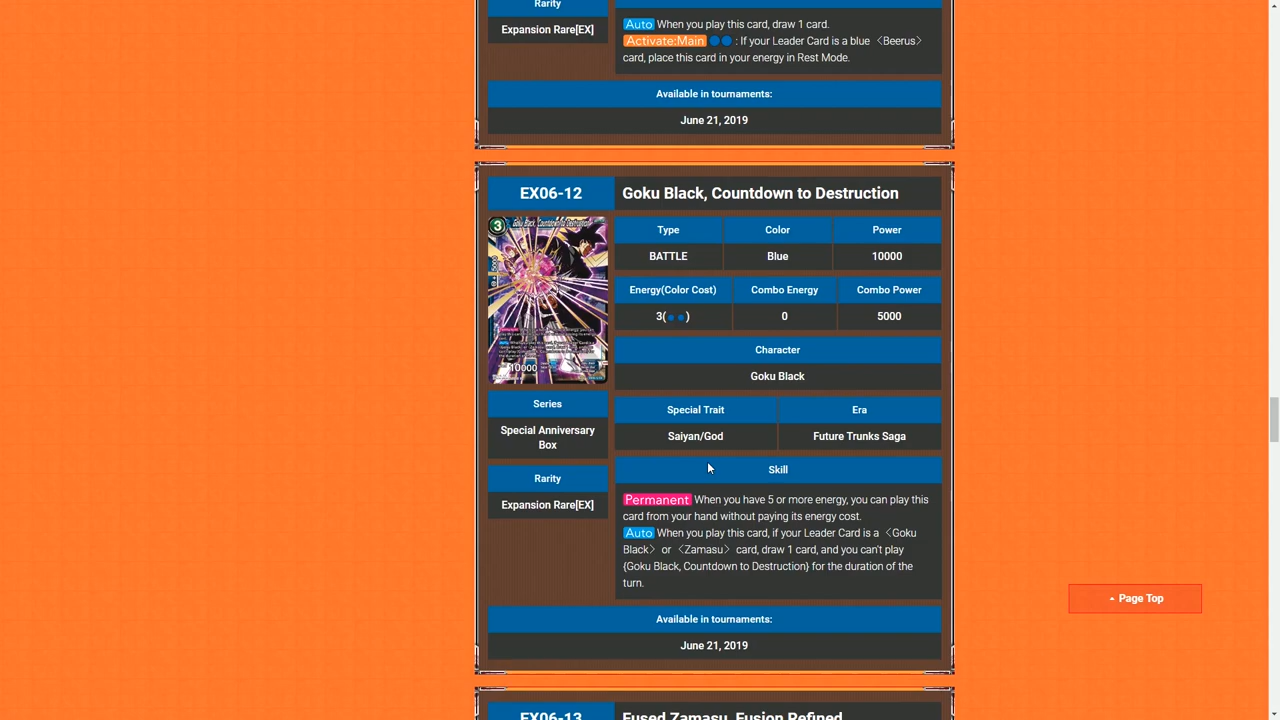 Rarity
Expansion Rare[EX]
Auto When you play this card, draw 1 card.
Activate:Main : If your Leader Card is a blue 〈Beerus〉
card, place this card in your energy in Rest Mode.
Available in tournaments:
June 21, 2019
EX06-12
Goku Black, Countdown to Destruction
3
Goku Black, Countdown to Destruction
10000
Type
Color
Power
BATTLE
Blue
10000
Energy(Color Cost)
Combo Energy
Combo Power
3(●●)
0
5000
Character
Goku Black
Series
Special Anniversary
Box
Special Trait
Era
Saiyan/God
Future Trunks Saga
Rarity
Expansion Rare[EX]
Skill
Permanent When you have 5 or more energy, you can play this
card from your hand without paying its energy cost.
Auto When you play this card, if your Leader Card is a 〈Goku
Black〉 or 〈Zamasu〉 card, draw 1 card, and you can't play
{Goku Black, Countdown to Destruction} for the duration of the
turn.
Available in tournaments:
June 21, 2019
Page Top
EX06-13
Fused Zamasu, Fusion Refined